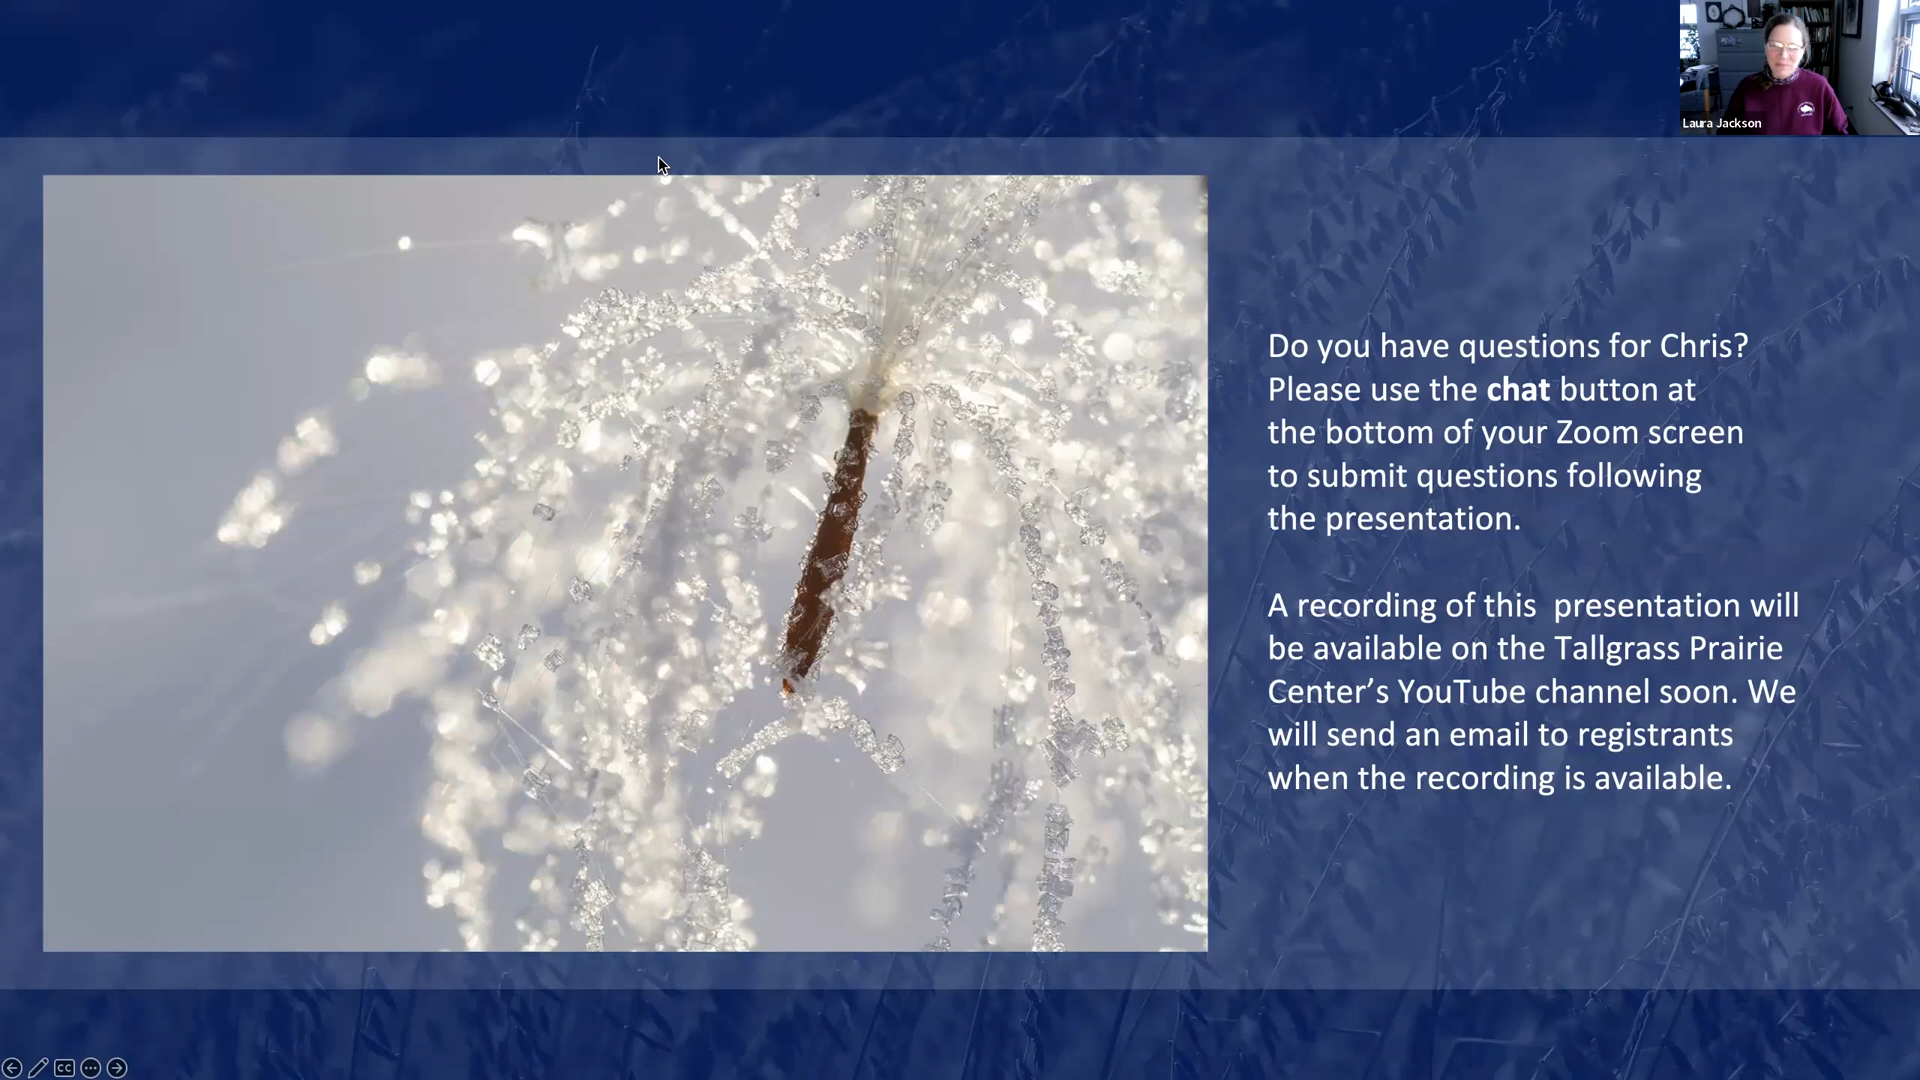 Laura Jackson
Do you have questions for Chris?
Please use the chat button at
the bottom of your Zoom screen
to submit questions following
the presentation.
A recording of this  presentation will
be available on the Tallgrass Prairie
Center’s YouTube channel soon. We
will send an email to registrants
when the recording is available.
CC